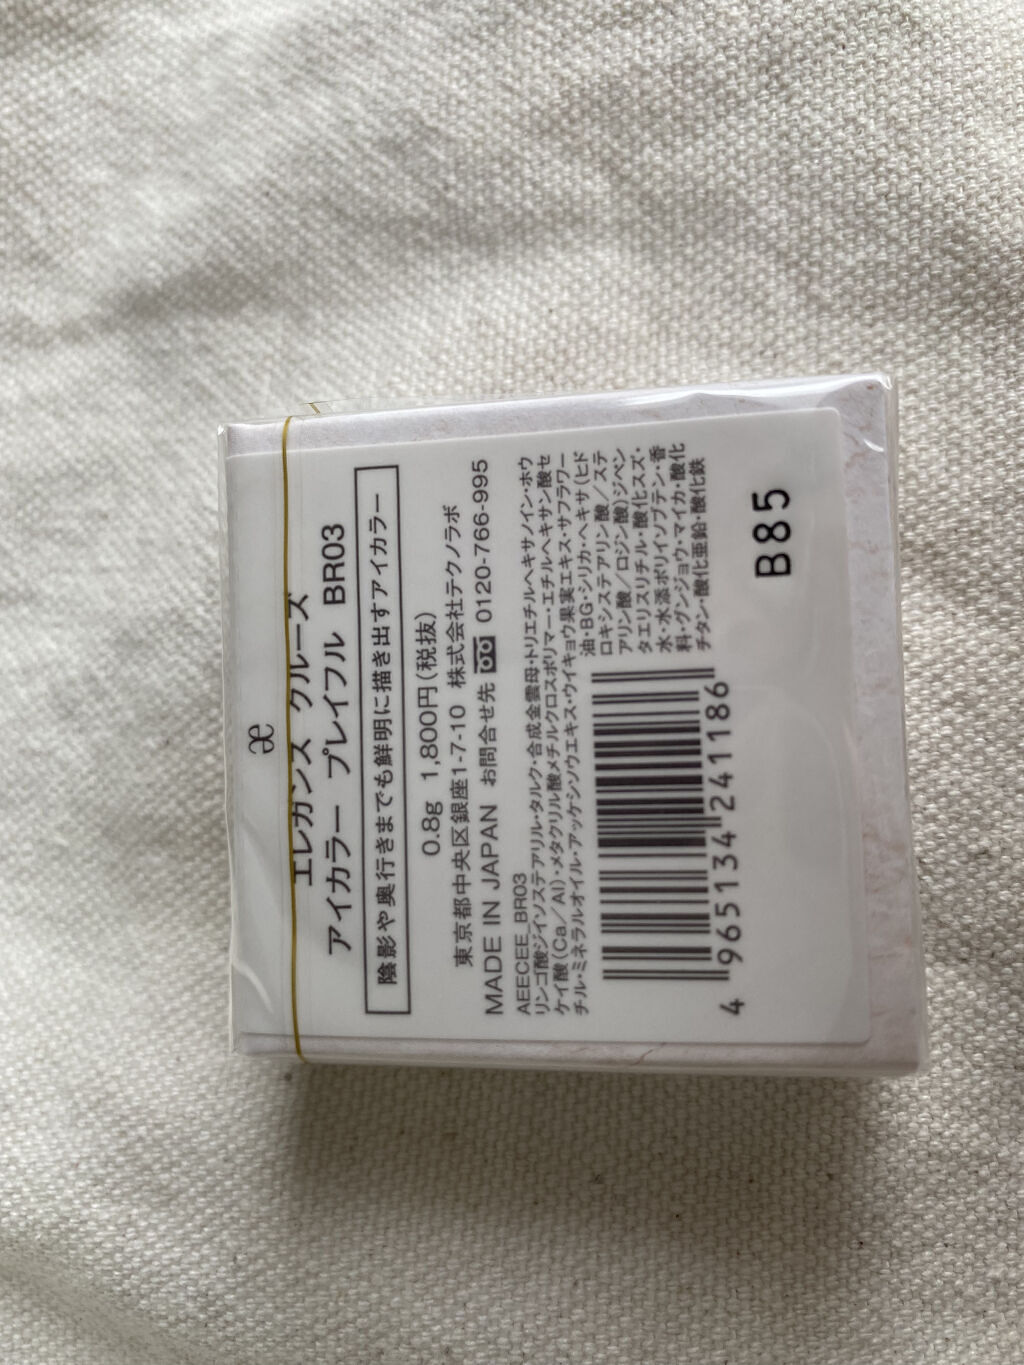 æ
エレガンス クルーズ
アイカラー プレイフル BR03
陰影や奥行きまでも鮮明に描き出すアイカラー
0.8g 1,800円(税抜)
東京都中央区銀座1-7-10 株式会社テクノラボ
MADE IN JAPAN お問合せ先 0120-766-995
AEECEE_BR03
リンゴ酸ジイソステアリル・タルク・合成金雲母・トリエチルヘキサノイン・ホウ
ケイ酸(Ca/Al)・メタクリル酸メチルクロスポリマー・エチルヘキサン酸セ
チル・ミネラルオイル・アッケシソウエキス・ウイキョウ果実エキス・サフラワー
油・BG・シリカ・ヘキサ(ヒド
ロキシステアリン酸/ステ
アリン酸/ロジン酸)ジペン
タエリスリチル・酸化スズ・
水・水添ポリイソブテン・香
料・グンジョウ・マイカ・酸化
チタン・酸化亜鉛・酸化鉄
4 965134 241186
B85